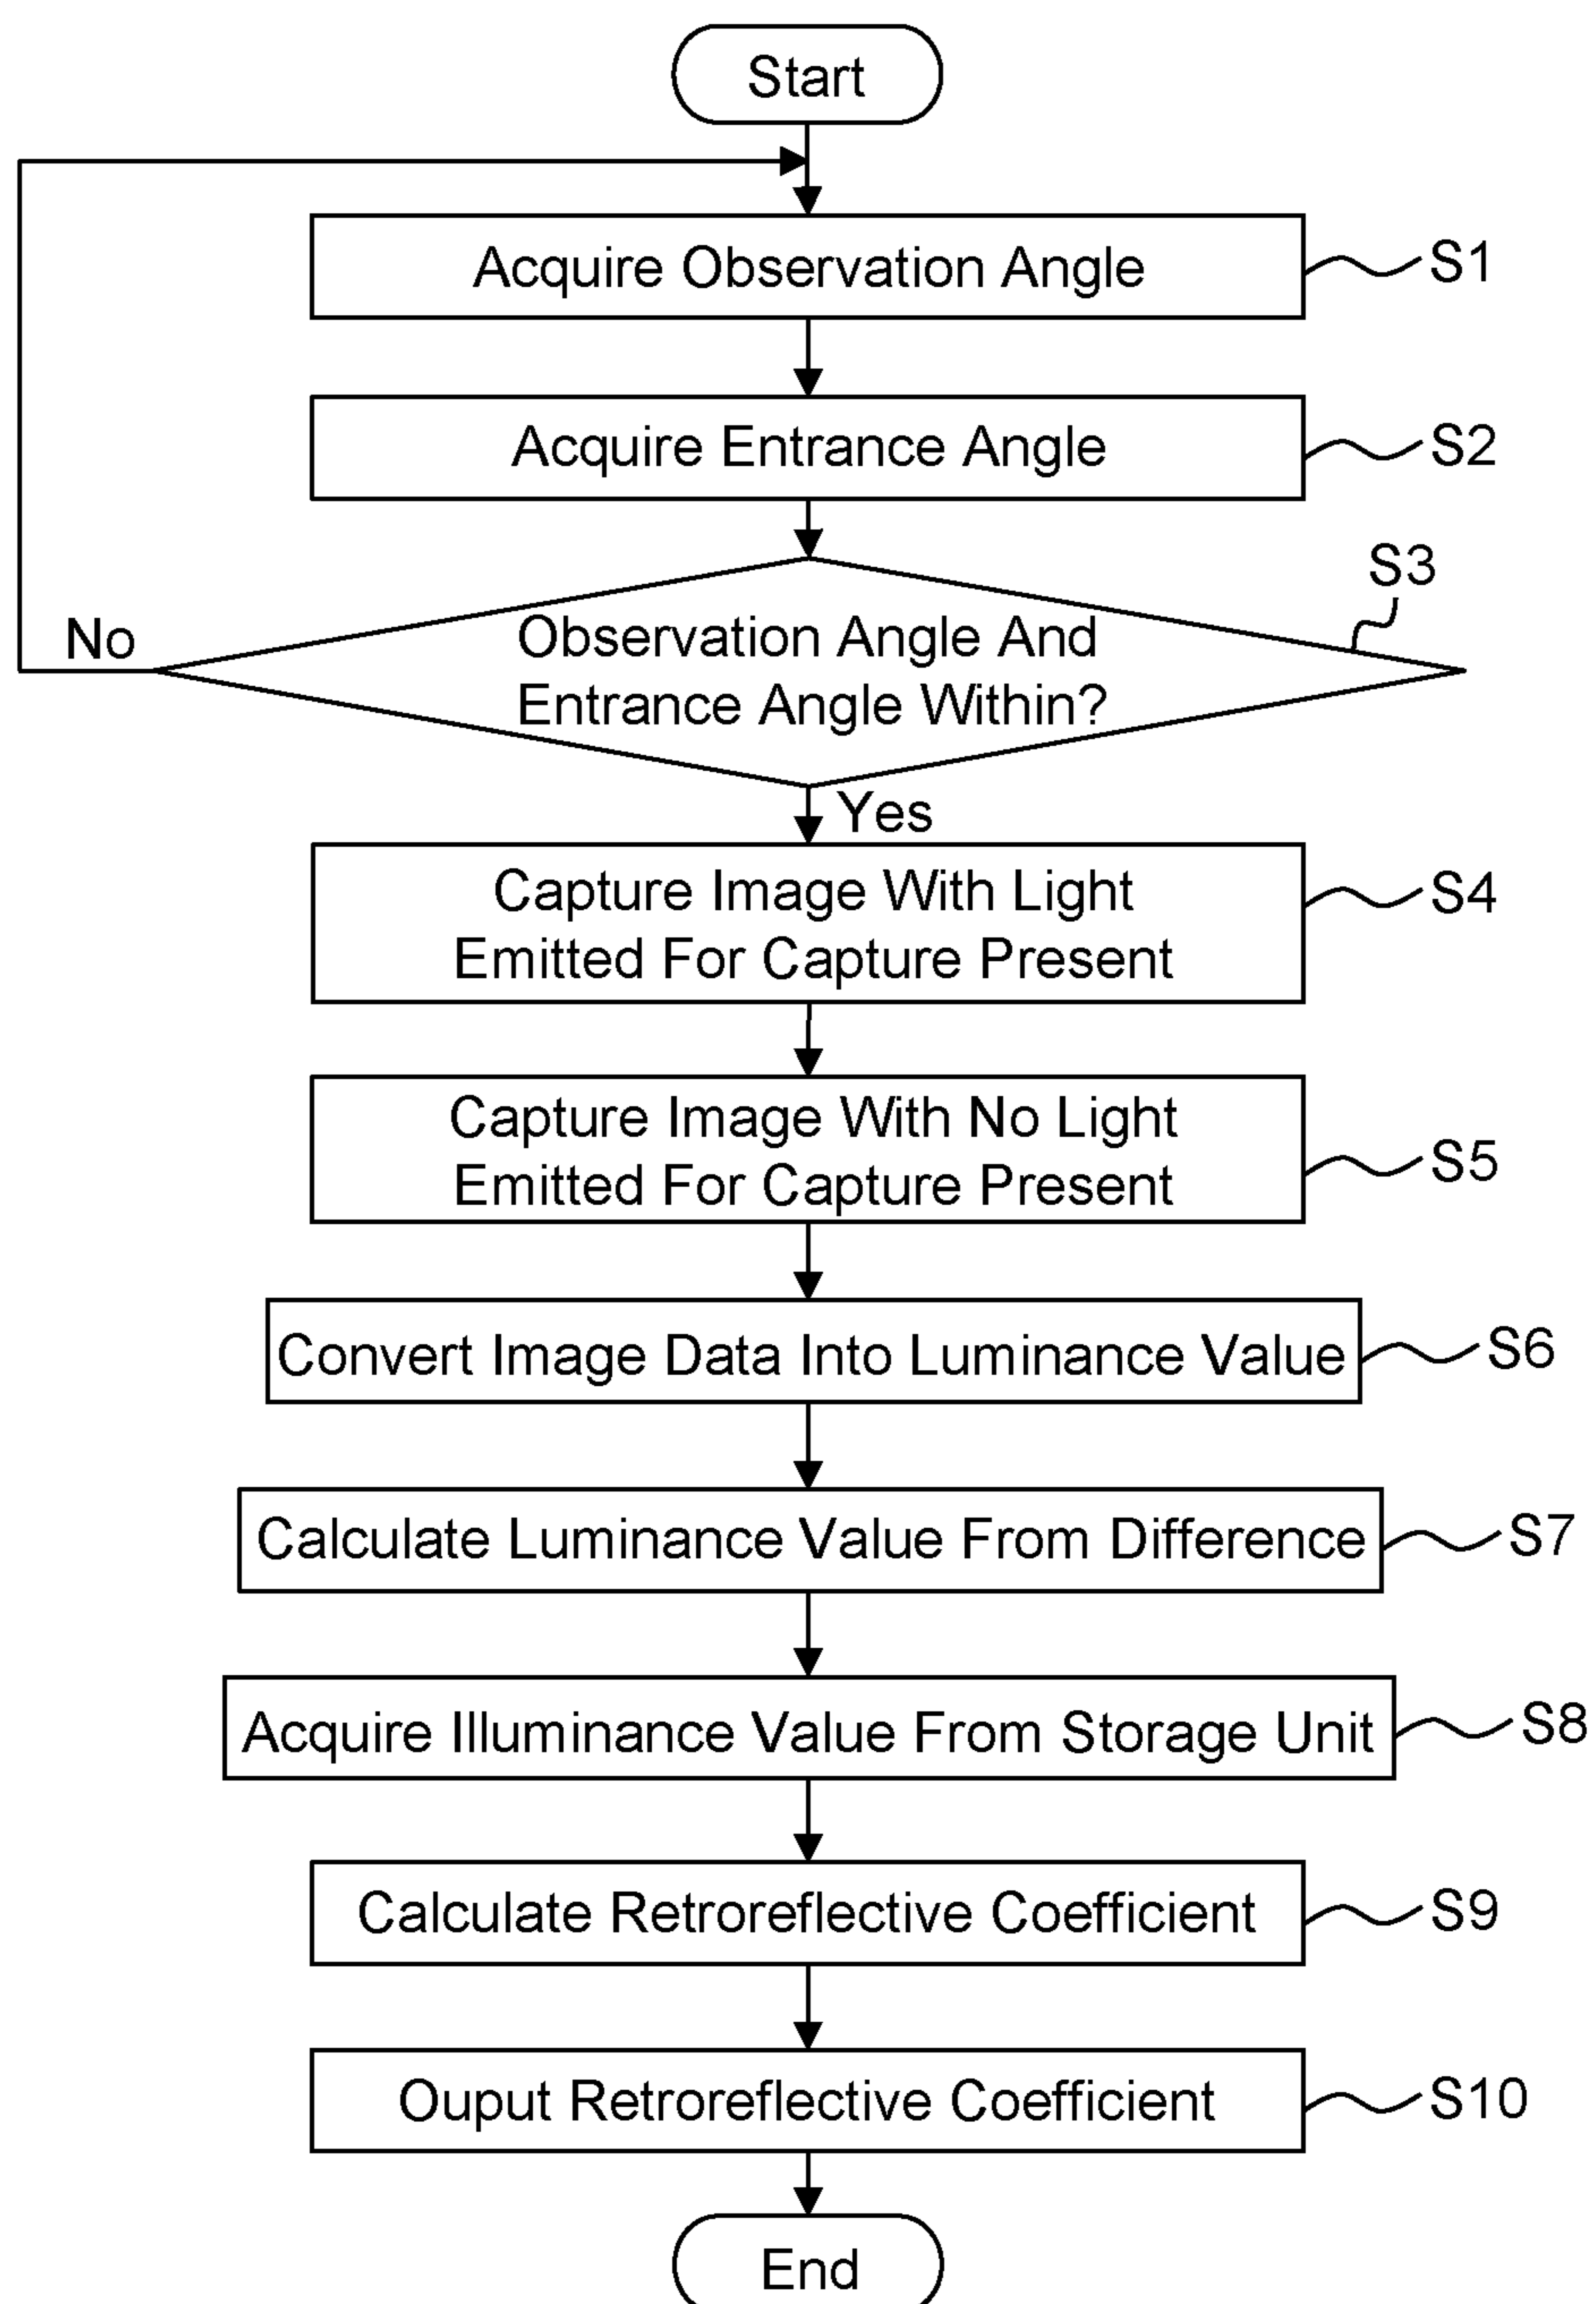 Start
Acquire Observation Angle
S1
Acquire Entrance Angle
S2
S3
Observation Angle And
Entrance Angle Within?
No
Yes
Capture Image With Light
Emitted For Capture Present
S4
Capture Image With No Light
Emitted For Capture Present
S5
Convert Image Data Into Luminance Value
S6
Calculate Luminance Value From Difference
S7
Acquire Illuminance Value From Storage Unit
S8
Calculate Retroreflective Coefficient
S9
Ouput Retroreflective Coefficient
S10
End